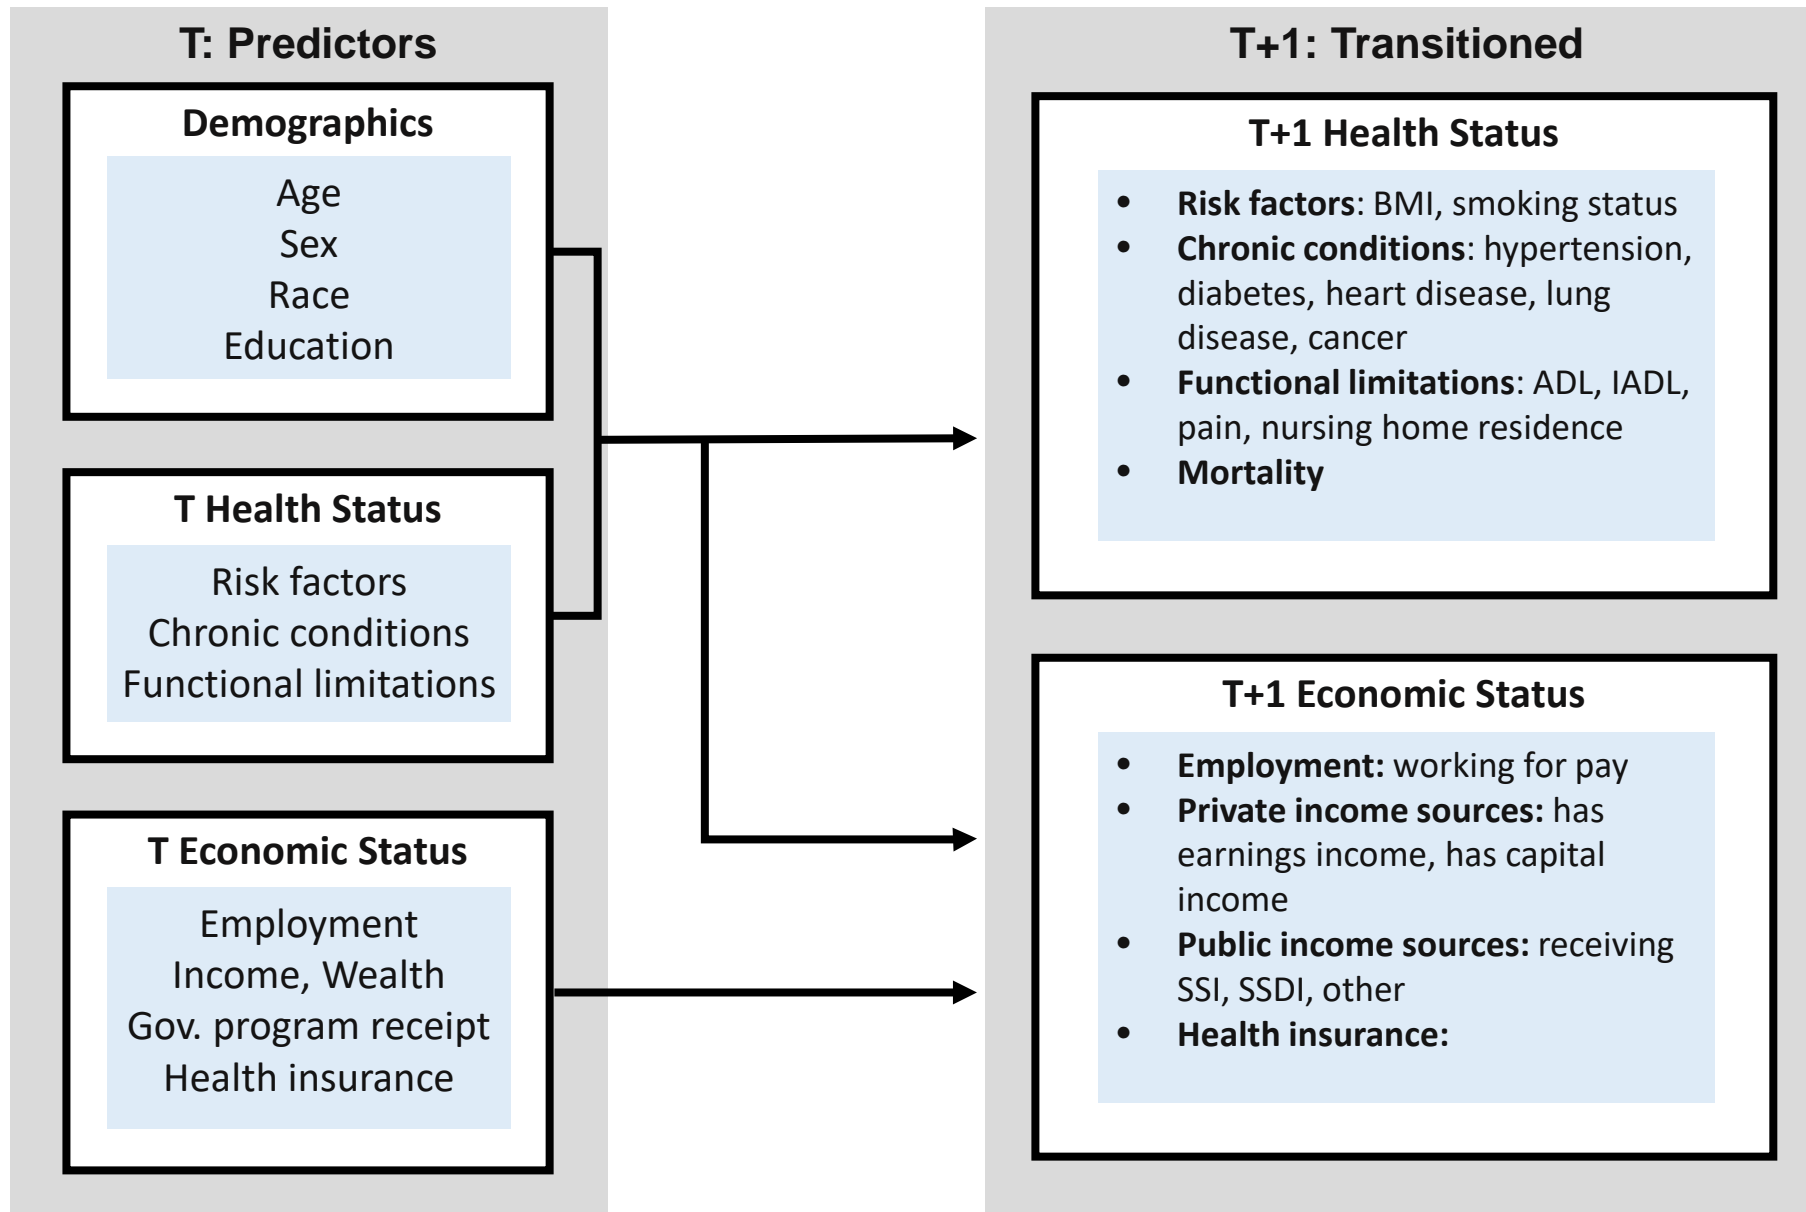 T: Predictors
Demographics
Age
Sex
Race
Education
T Health Status
Risk factors
Chronic conditions
Functional limitations
T Economic Status
Employment
Income, Wealth
Gov. program receipt
Health insurance
T+1: Transitioned
T+1 Health Status
• Risk factors: BMI, smoking status
• Chronic conditions: hypertension,
diabetes, heart disease, lung
disease, cancer
• Functional limitations: ADL, IADL,
pain, nursing home residence
• Mortality
T+1 Economic Status
• Employment: working for pay
• Private income sources: has
earnings income, has capital
income
• Public income sources: receiving
SSI, SSDI, other
• Health insurance: